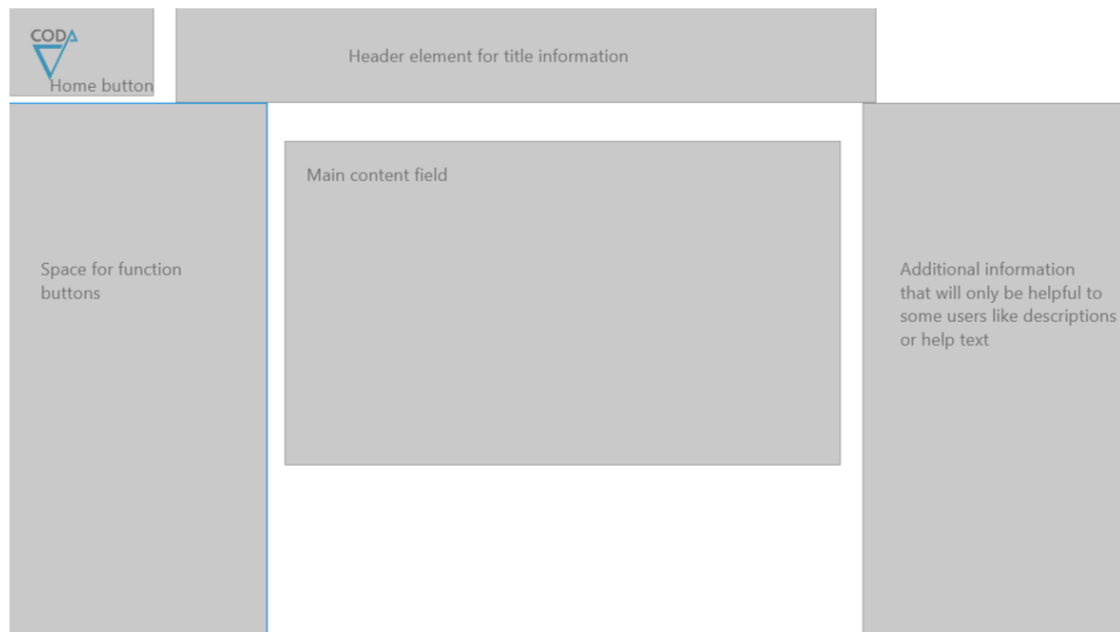 CODA
Home button
Header element for title information
Main content field
Space for function
buttons
Additional information
that will only be helpful to
some users like descriptions
or help text